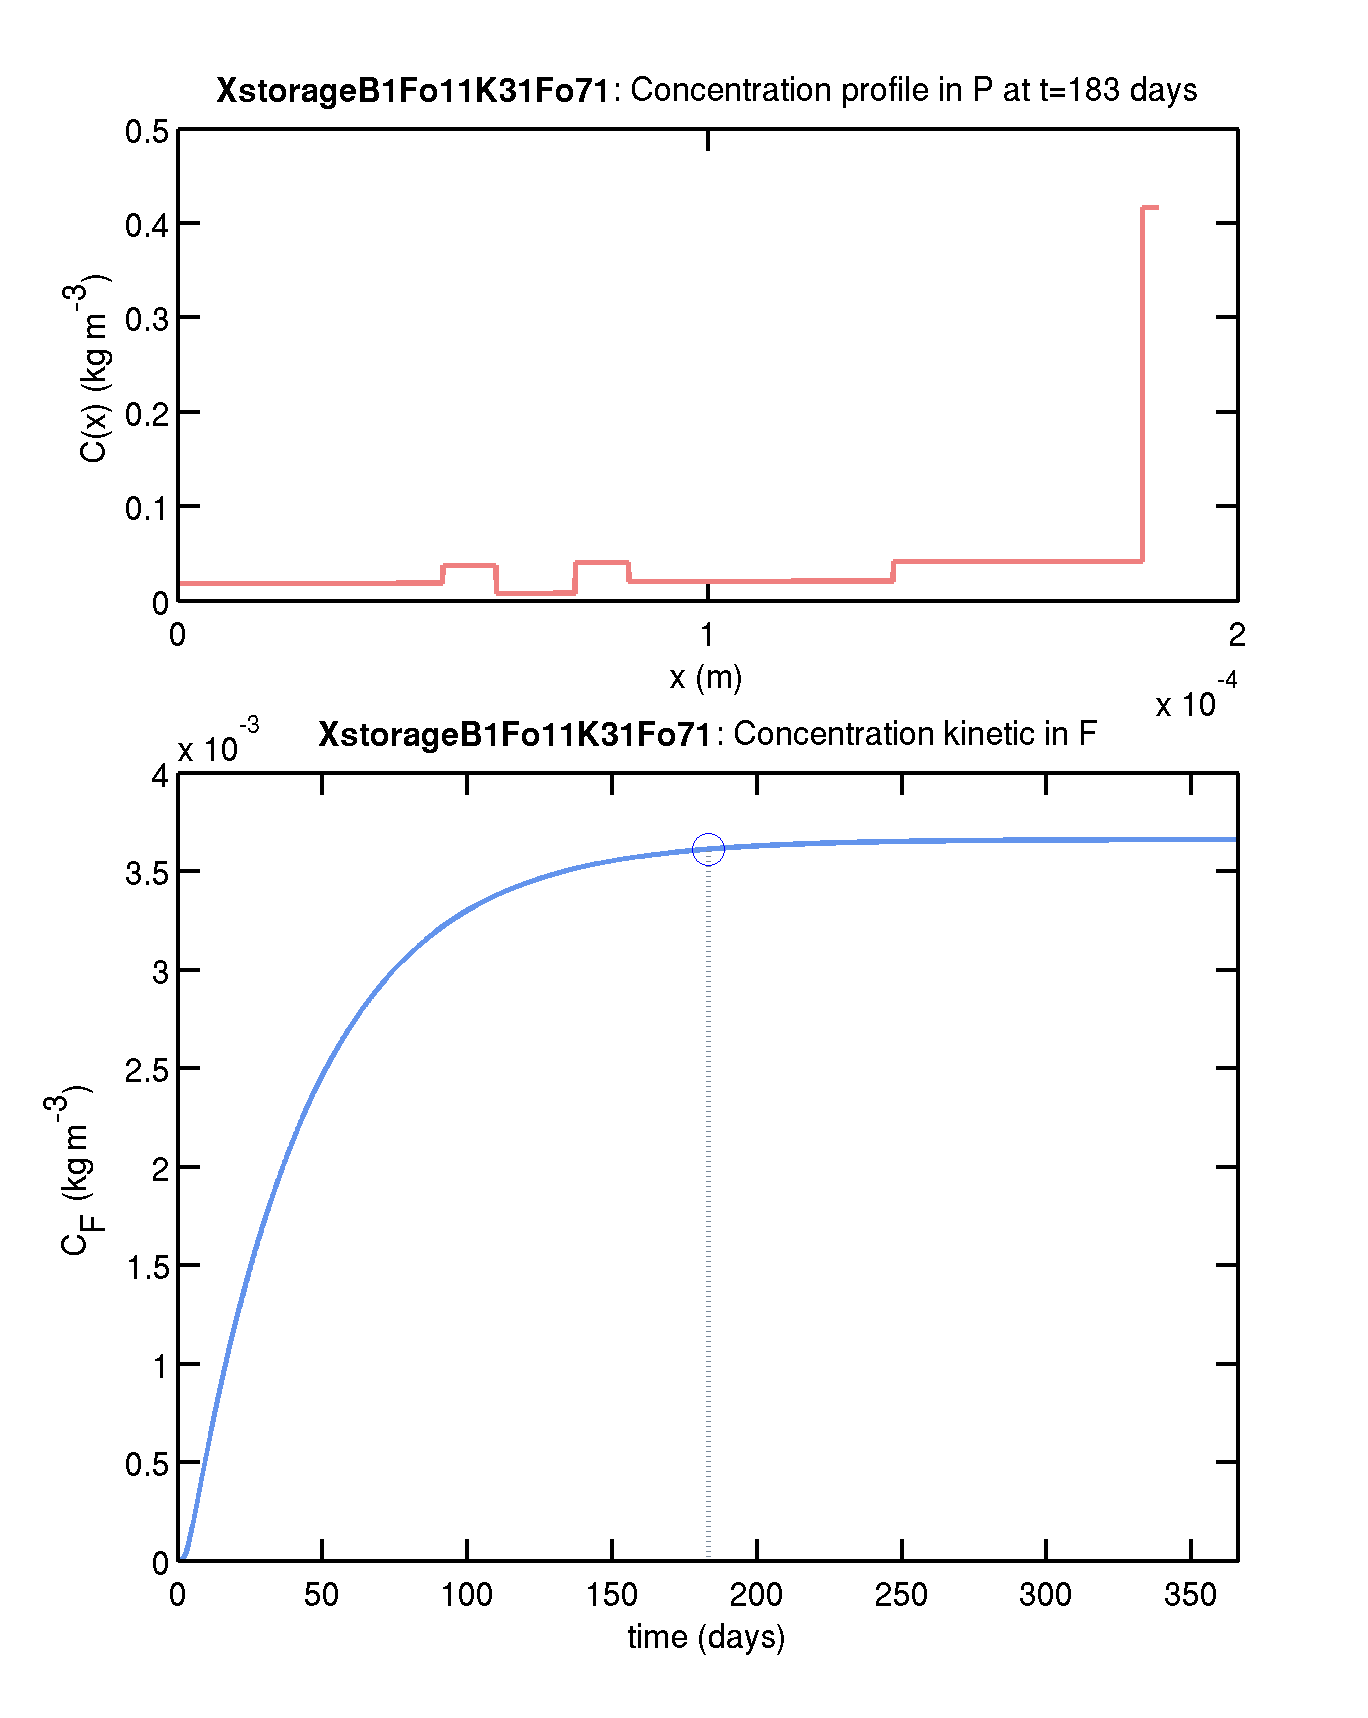 XstorageB1Fo11K31Fo71: Concentration profile in P at t=183 days
0.5
0.4
0.3
0.2
0.1
0
C(x) (kg m-3)
0 1 2
x (m)
x 10-4
x 10-3
XstorageB1Fo11K31Fo71: Concentration kinetic in F
4
3.5
3
2.5
2
1.5
1
0.5
0
CF (kg m-3)
0 50 100 150 200 250 300 350
time (days)